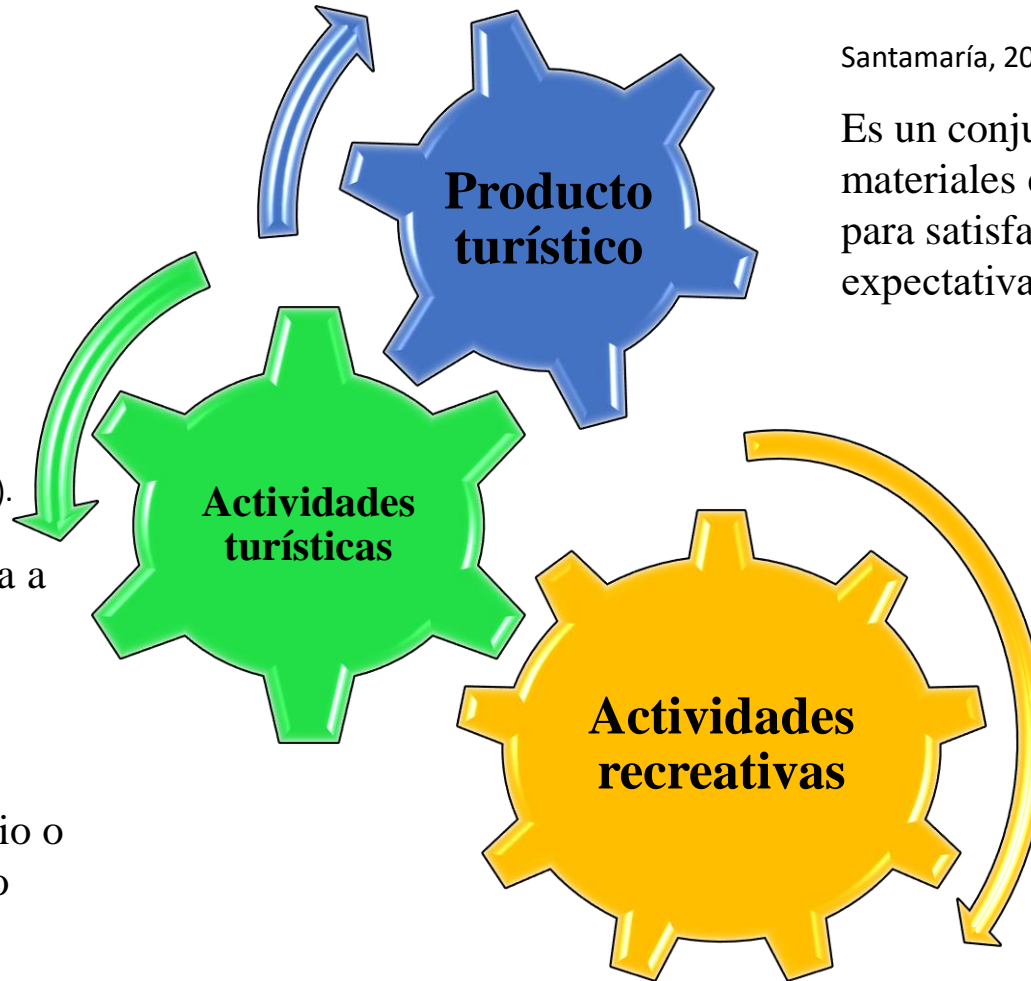 Santamaría, 20
Es un conju
materiales
para satisfa
expectativa
Producto
turístico
Actividades
turísticas
).
a a
io o
o
Actividades
recreativas